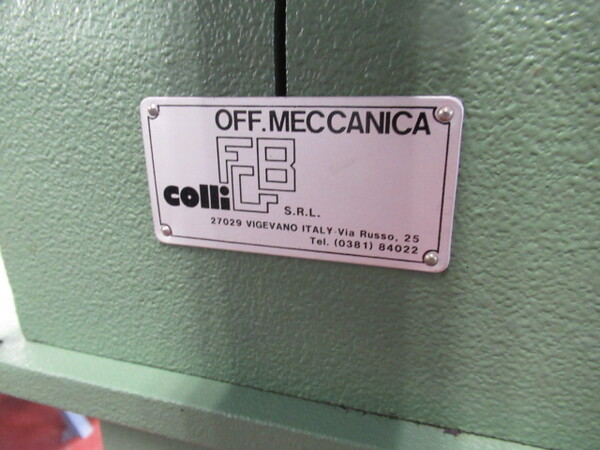 OFF.MECCANICA
FCB
colli
S.R.L.
27029 VIGEVANO ITALY-Via Russo, 25
Tel. (0381) 84022